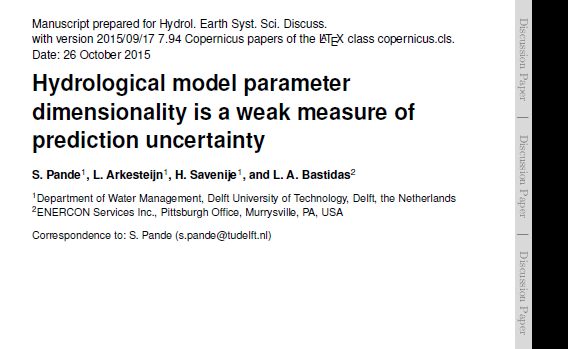 Manuscript prepared for Hydrol. Earth Syst. Sci. Discuss.
with version 2015/09/17 7.94 Copernicus papers of the LATEX class copernicus.cls.
Date: 26 October 2015
Hydrological model parameter
dimensionality is a weak measure of
prediction uncertainty
S. Pande1, L. Arkesteijn1, H. Savenije1, and L. A. Bastidas2
1Department of Water Management, Delft University of Technology, Delft, the Netherlands
2ENERCON Services Inc., Pittsburgh Office, Murrysville, PA, USA
Correspondence to: S. Pande (s.pande@tudelft.nl)
Discussion Paper | Discussion Paper | Discussion Paper